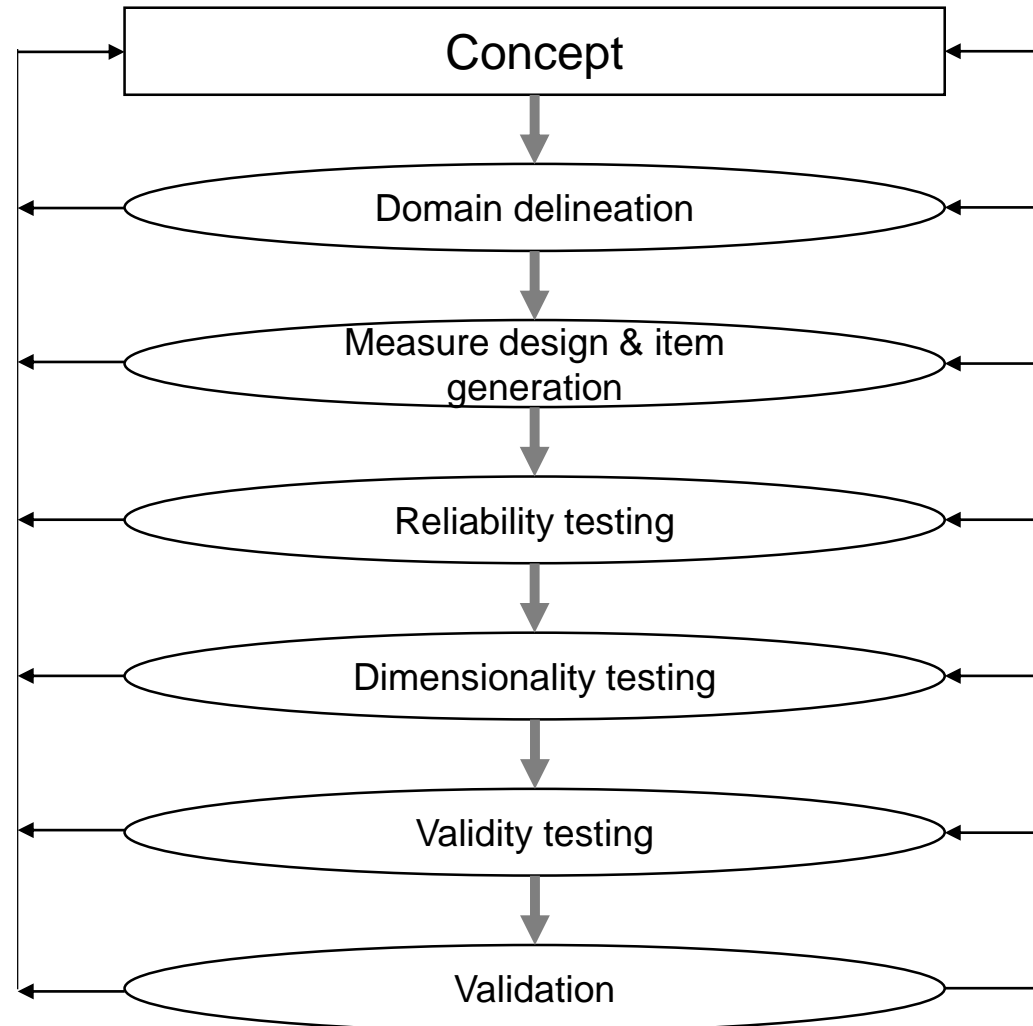 Concept
Domain delineation
Measure design & item
generation
Reliability testing
Dimensionality testing
Validity testing
Validation